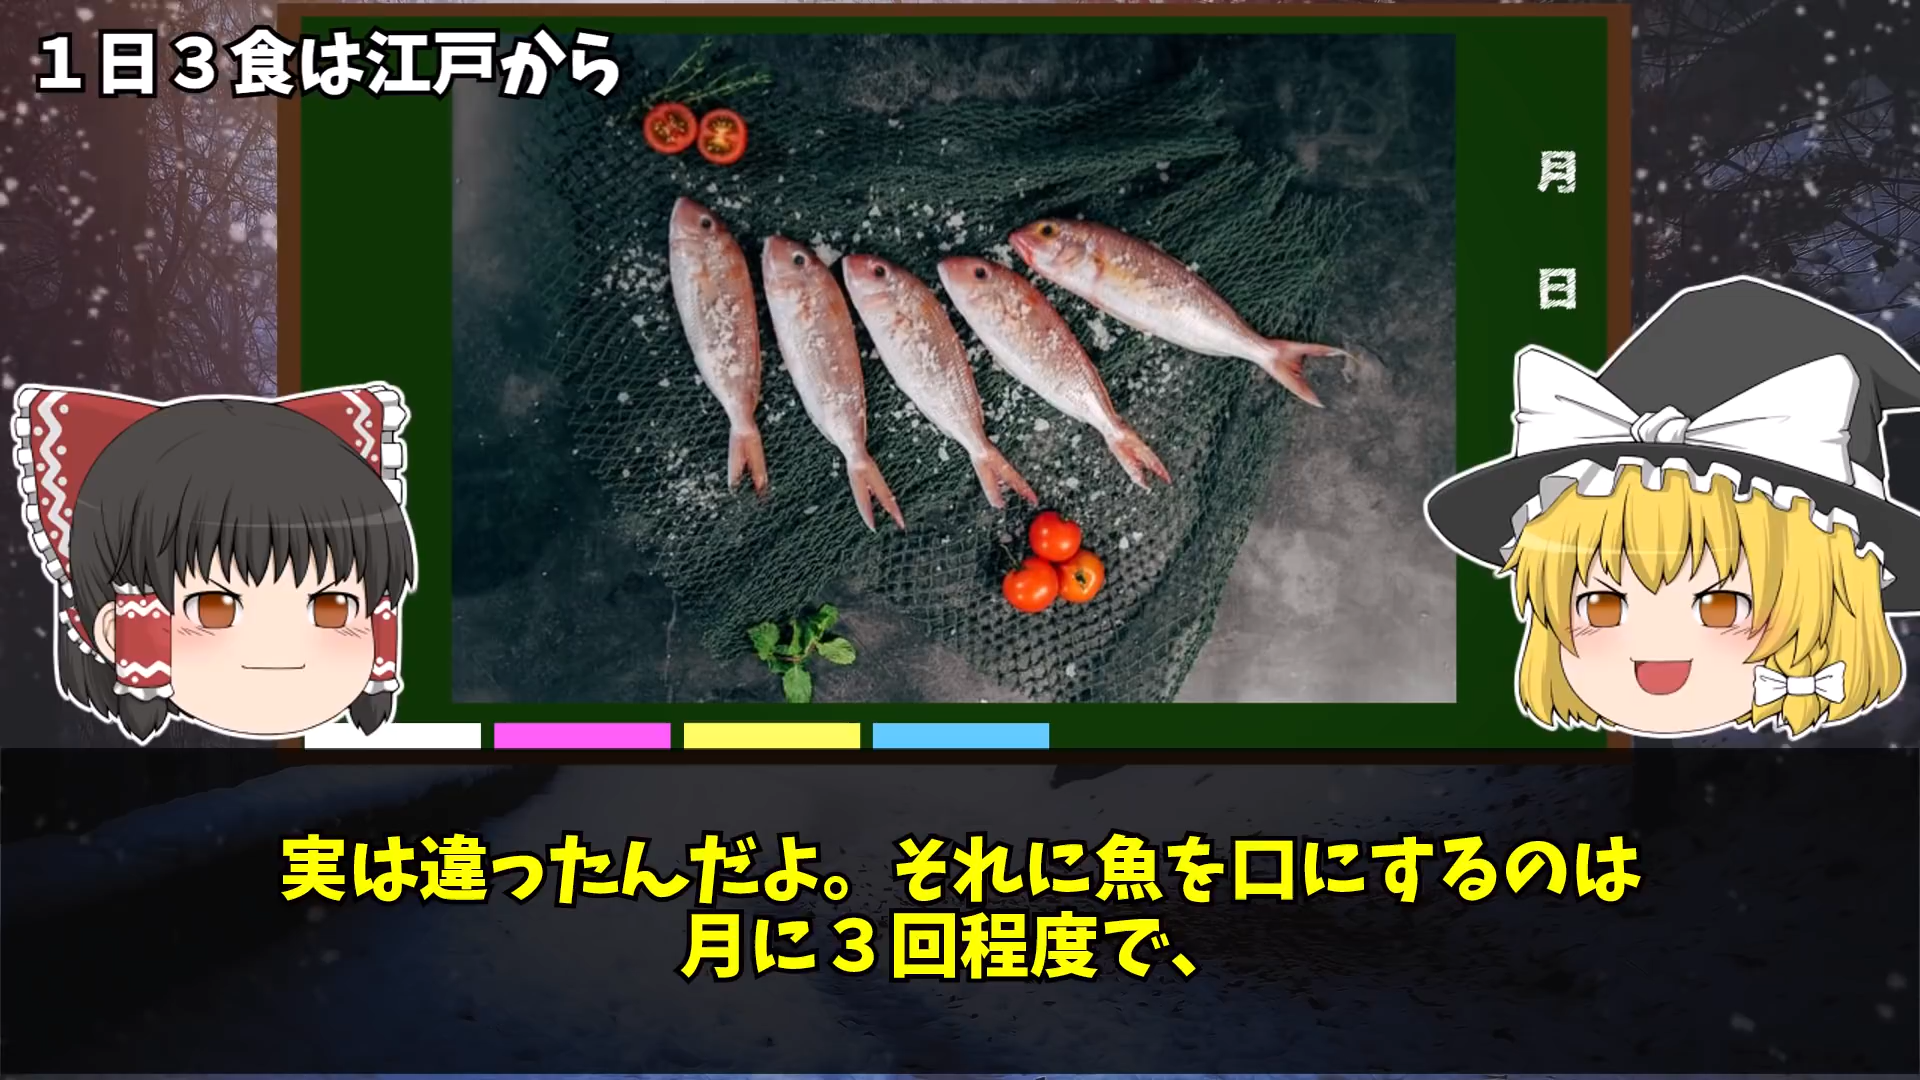 １日３食は江戸から
月
日
実は違ったんだよ。それに魚を口にするのは
月に３回程度で、